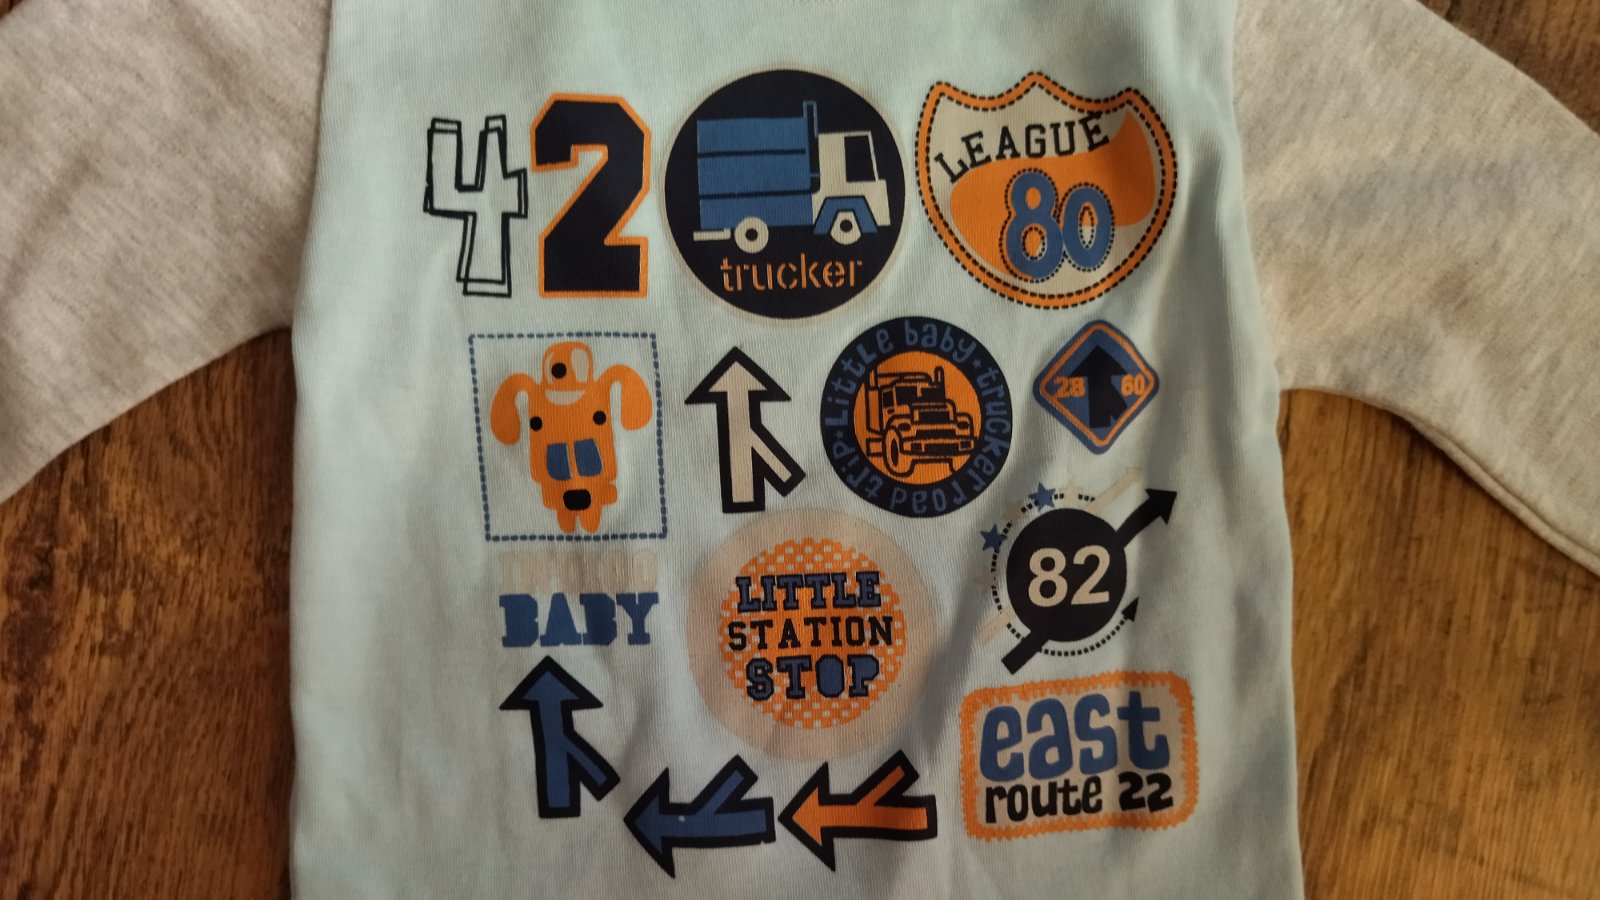 42
trucker
LEAGUE
80
Little baby★trucker road trip★
28 60
82
BABY
LITTLE
STATION
STOP
east
route 22